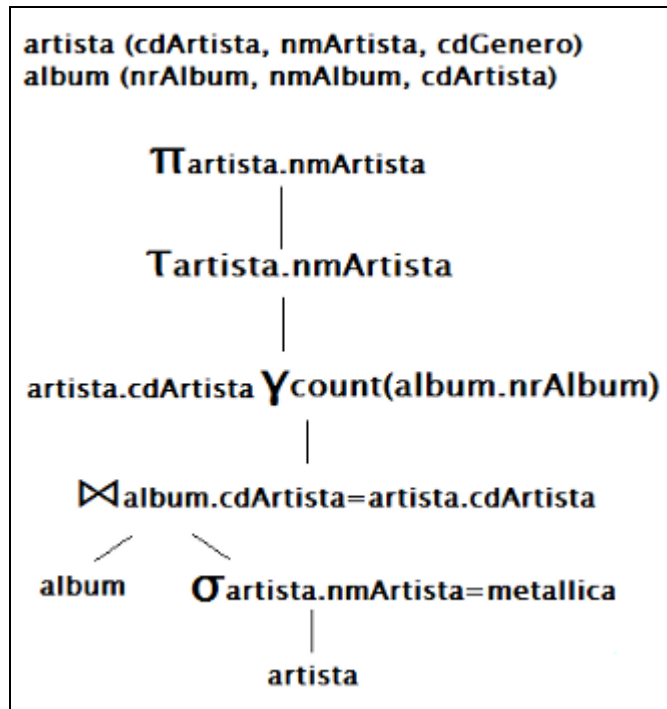 artista (cdArtista, nmArtista, cdGenero)
album (nrAlbum, nmAlbum, cdArtista)
πartista.nmArtista
τartista.nmArtista
artista.cdArtista γcount(album.nrAlbum)
⋈album.cdArtista=artista.cdArtista
album σartista.nmArtista=metallica
artista